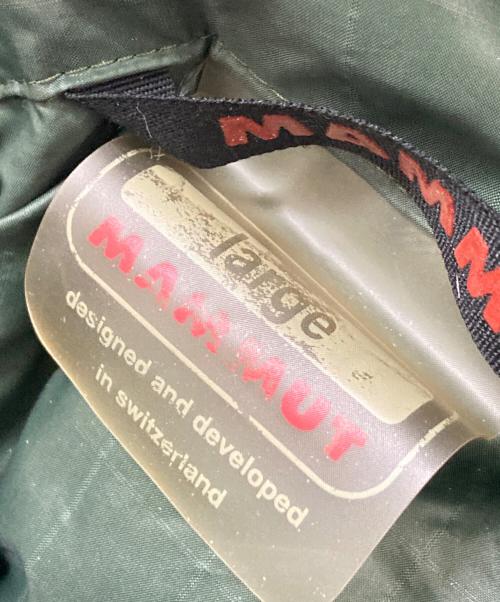 MAMM
large
MAMMUT
designed and developed
in switzerland